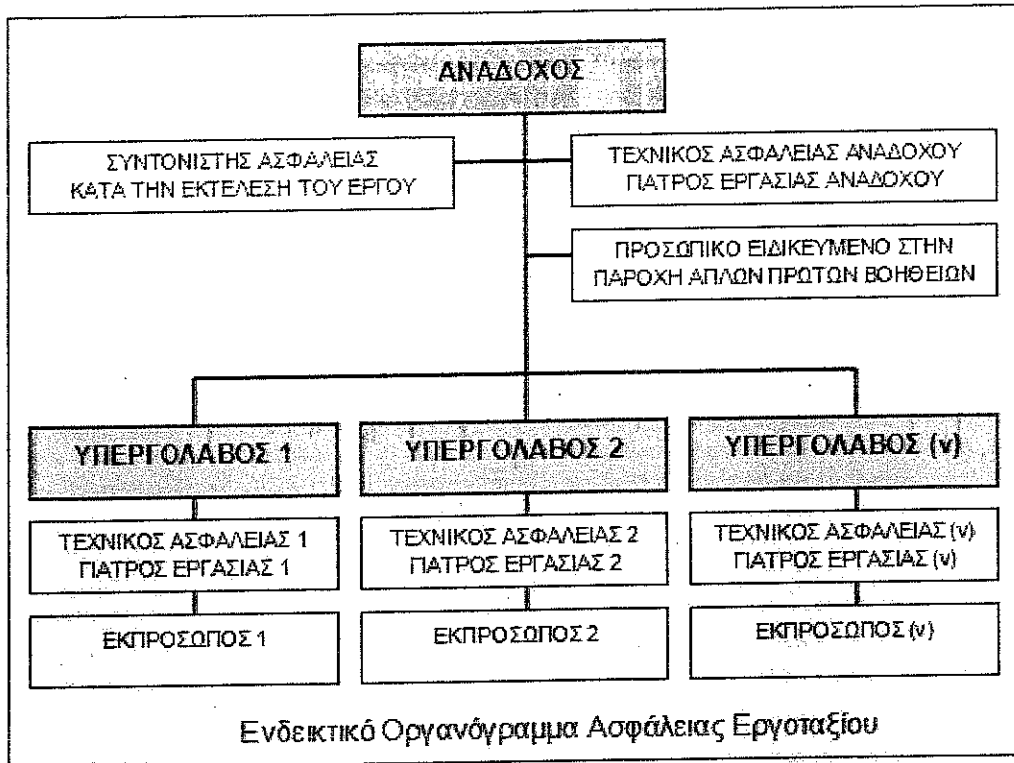 ΑΝΑΔΟΧΟΣ
ΣΥΝΤΟΝΙΣΤΗΣ ΑΣΦΑΛΕΙΑΣ
ΚΑΤΑ ΤΗΝ ΕΚΤΕΛΕΣΗ ΤΟΥ ΕΡΓΟΥ
ΤΕΧΝΙΚΟΣ ΑΣΦΑΛΕΙΑΣ ΑΝΑΔΟΧΟΥ
ΓΙΑΤΡΟΣ ΕΡΓΑΣΙΑΣ ΑΝΑΔΟΧΟΥ
ΠΡΟΣΩΠΙΚΟ ΕΙΔΙΚΕΥΜΕΝΟ ΣΤΗΝ
ΠΑΡΟΧΗ ΑΠΛΩΝ ΠΡΩΤΩΝ ΒΟΗΘΕΙΩΝ
ΥΠΕΡΓΟΛΑΒΟΣ 1
ΤΕΧΝΙΚΟΣ ΑΣΦΑΛΕΙΑΣ 1
ΓΙΑΤΡΟΣ ΕΡΓΑΣΙΑΣ 1
ΕΚΠΡΟΣΩΠΟΣ 1
ΥΠΕΡΓΟΛΑΒΟΣ 2
ΤΕΧΝΙΚΟΣ ΑΣΦΑΛΕΙΑΣ 2
ΓΙΑΤΡΟΣ ΕΡΓΑΣΙΑΣ 2
ΕΚΠΡΟΣΩΠΟΣ 2
ΥΠΕΡΓΟΛΑΒΟΣ (ν)
ΤΕΧΝΙΚΟΣ ΑΣΦΑΛΕΙΑΣ (ν)
ΓΙΑΤΡΟΣ ΕΡΓΑΣΙΑΣ (ν)
ΕΚΠΡΟΣΩΠΟΣ (ν)
Ενδεικτικό Οργανόγραμμα Ασφάλειας Εργοταξίου